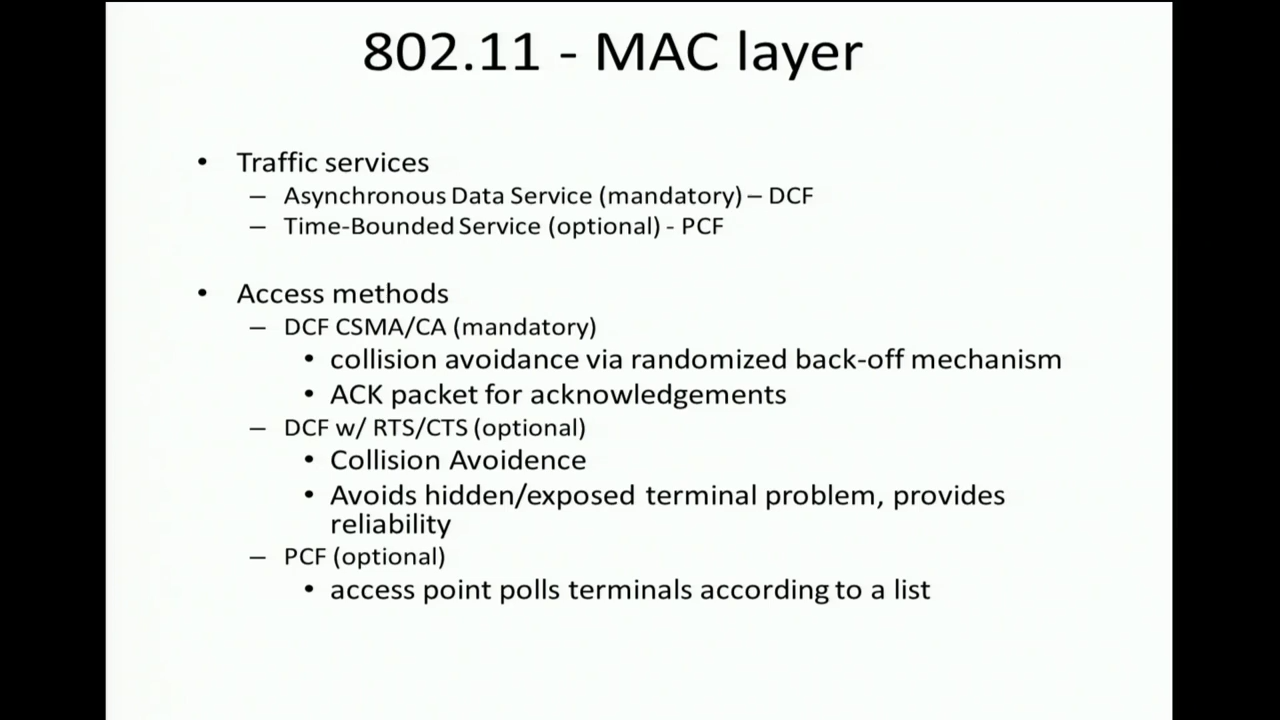 802.11 - MAC layer
• Traffic services
– Asynchronous Data Service (mandatory) – DCF
– Time-Bounded Service (optional) - PCF
• Access methods
– DCF CSMA/CA (mandatory)
• collision avoidance via randomized back-off mechanism
• ACK packet for acknowledgements
– DCF w/ RTS/CTS (optional)
• Collision Avoidence
• Avoids hidden/exposed terminal problem, provides
reliability
– PCF (optional)
• access point polls terminals according to a list